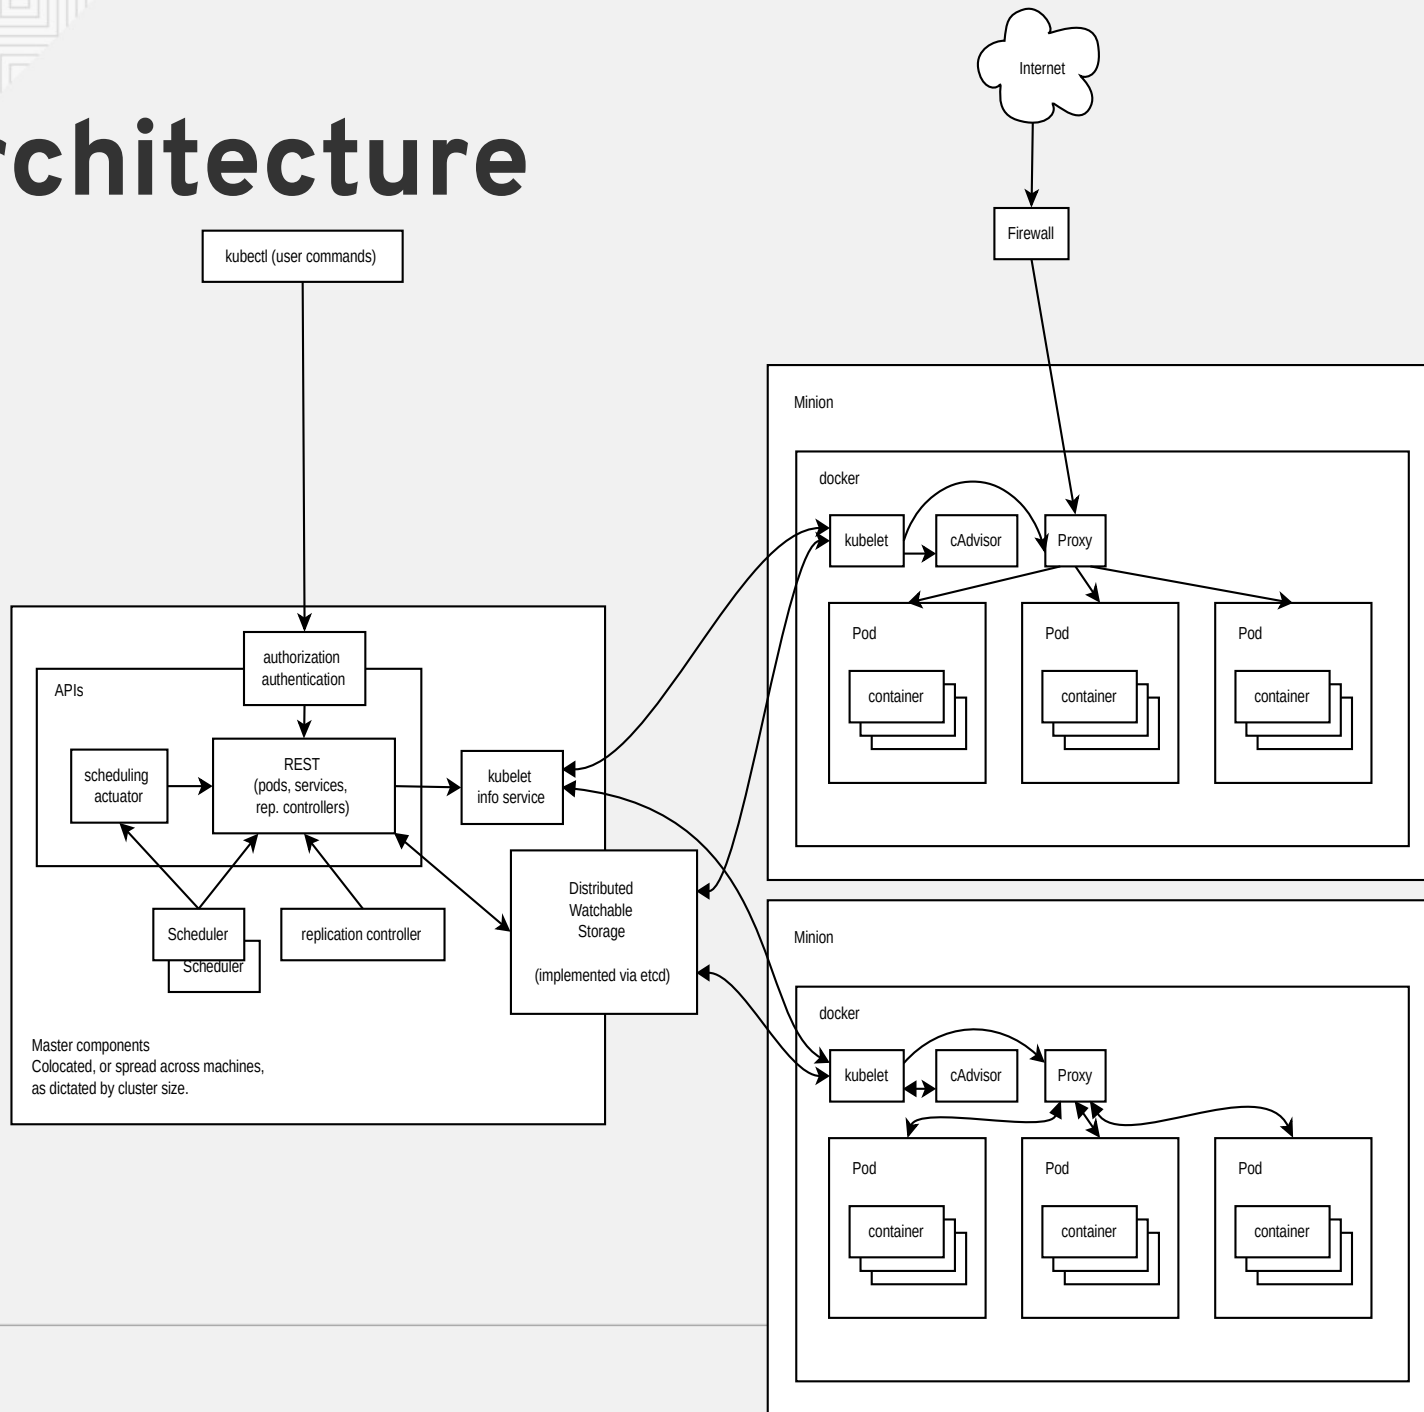 Internet
rchitecture
Firewall
kubectl (user commands)
Minion
docker
kubelet
cAdvisor
Proxy
Pod
Pod
Pod
container
container
container
authorization
authentication
APIs
scheduling
actuator
REST
(pods, services,
rep. controllers)
kubelet
info service
Distributed
Watchable
Storage
(implemented via etcd)
Scheduler
Scheduler
replication controller
Master components
Colocated, or spread across machines,
as dictated by cluster size.
Minion
docker
kubelet
cAdvisor
Proxy
Pod
Pod
Pod
container
container
container